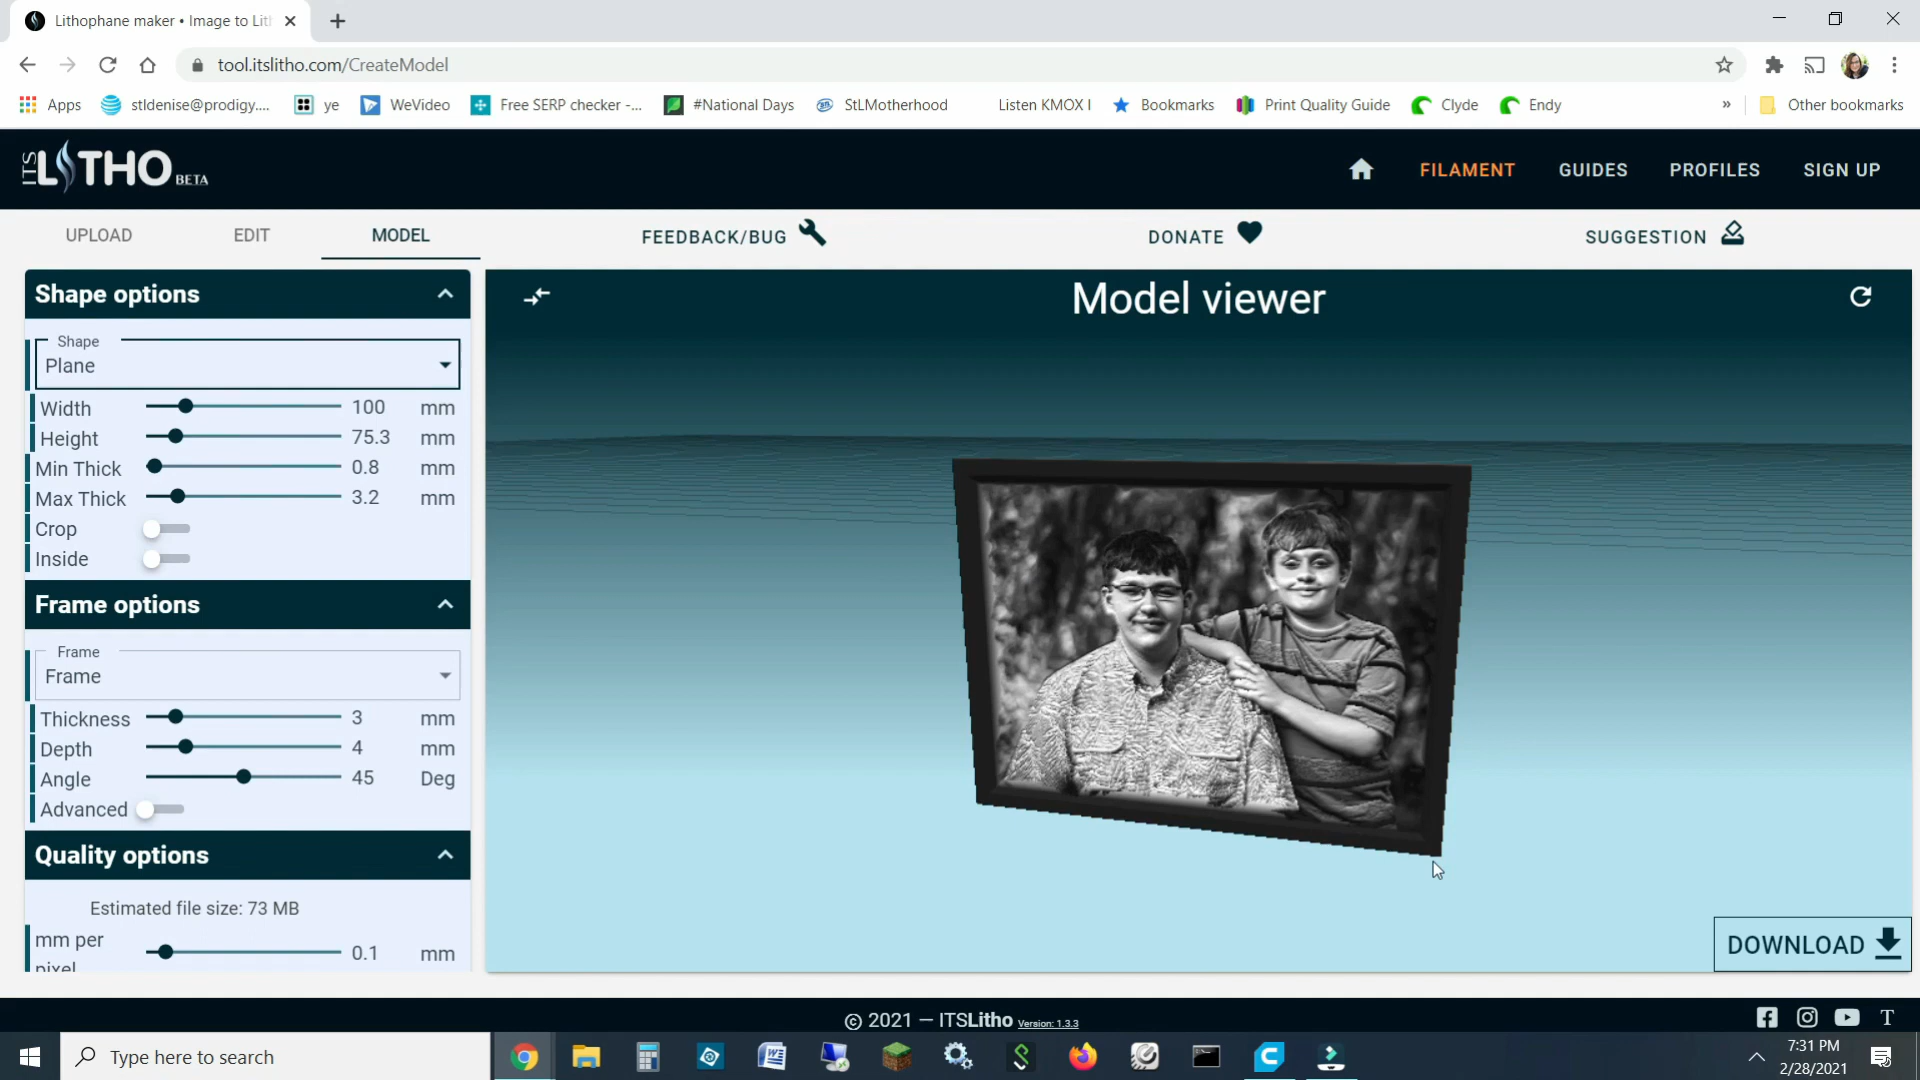 Lithophane maker • Image to Lith
tool.itslitho.com/CreateModel
Apps stldenise@prodigy.... ye WeVideo Free SERP checker -... #National Days StLMotherhood Listen KMOX I Bookmarks Print Quality Guide Clyde Endy » Other bookmarks
ITS LITHO BETA
FILAMENT GUIDES PROFILES SIGN UP
UPLOAD EDIT MODEL FEEDBACK/BUG DONATE SUGGESTION
Shape options
Model viewer
Shape
Plane
Width 100 mm
Height 75.3 mm
Min Thick 0.8 mm
Max Thick 3.2 mm
Crop
Inside
Frame options
Frame
Frame
Thickness 3 mm
Depth 4 mm
Angle 45 Deg
Advanced
Quality options
Estimated file size: 73 MB
mm per
pixel 0.1 mm
DOWNLOAD
© 2021 — ITSLitho Version: 1.3.3
Type here to search
7:31 PM
2/28/2021